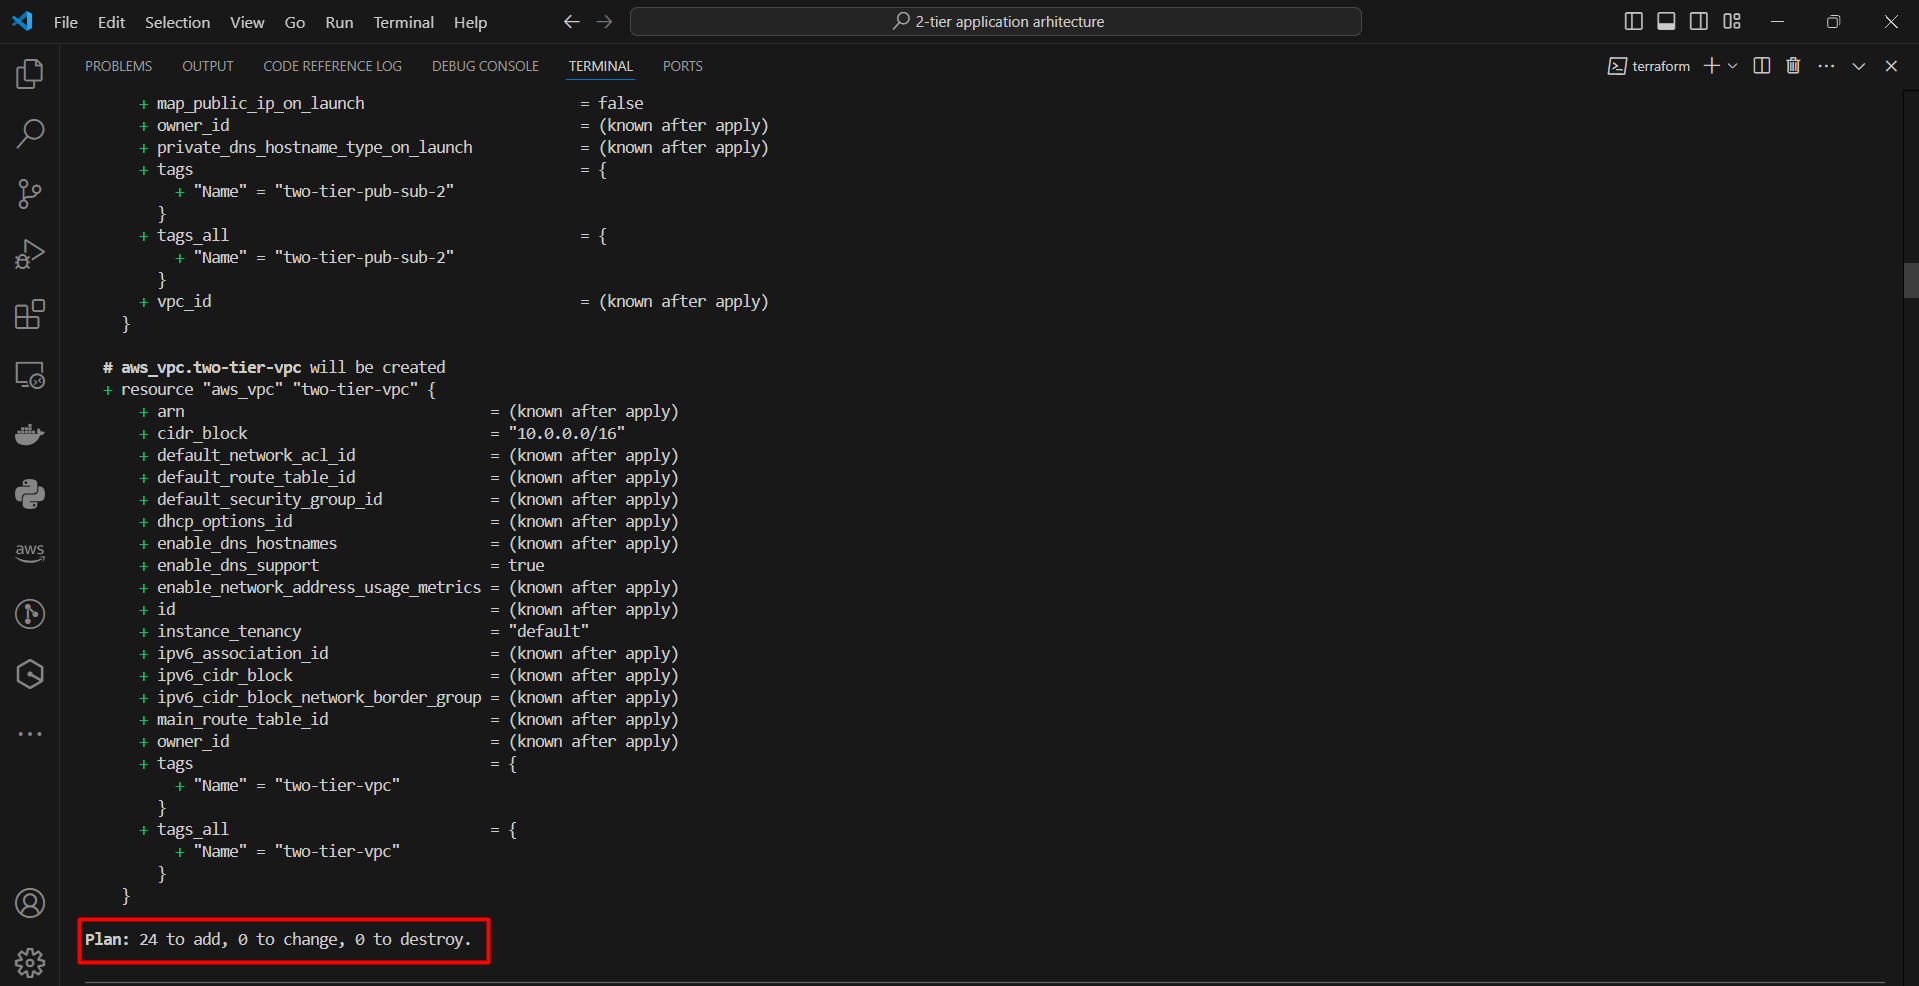 File Edit Selection View Go Run Terminal Help
2-tier application arhitecture
PROBLEMS OUTPUT CODE REFERENCE LOG DEBUG CONSOLE TERMINAL PORTS
terraform
+ map_public_ip_on_launch = false
+ owner_id = (known after apply)
+ private_dns_hostname_type_on_launch = (known after apply)
+ tags = {
+ "Name" = "two-tier-pub-sub-2"
}
+ tags_all = {
+ "Name" = "two-tier-pub-sub-2"
}
+ vpc_id = (known after apply)
}
# aws_vpc.two-tier-vpc will be created
+ resource "aws_vpc" "two-tier-vpc" {
+ arn = (known after apply)
+ cidr_block = "10.0.0.0/16"
+ default_network_acl_id = (known after apply)
+ default_route_table_id = (known after apply)
+ default_security_group_id = (known after apply)
+ dhcp_options_id = (known after apply)
+ enable_dns_hostnames = (known after apply)
+ enable_dns_support = true
+ enable_network_address_usage_metrics = (known after apply)
+ id = (known after apply)
+ instance_tenancy = "default"
+ ipv6_association_id = (known after apply)
+ ipv6_cidr_block = (known after apply)
+ ipv6_cidr_block_network_border_group = (known after apply)
+ main_route_table_id = (known after apply)
+ owner_id = (known after apply)
+ tags = {
+ "Name" = "two-tier-vpc"
}
+ tags_all = {
+ "Name" = "two-tier-vpc"
}
}
Plan: 24 to add, 0 to change, 0 to destroy.
aws